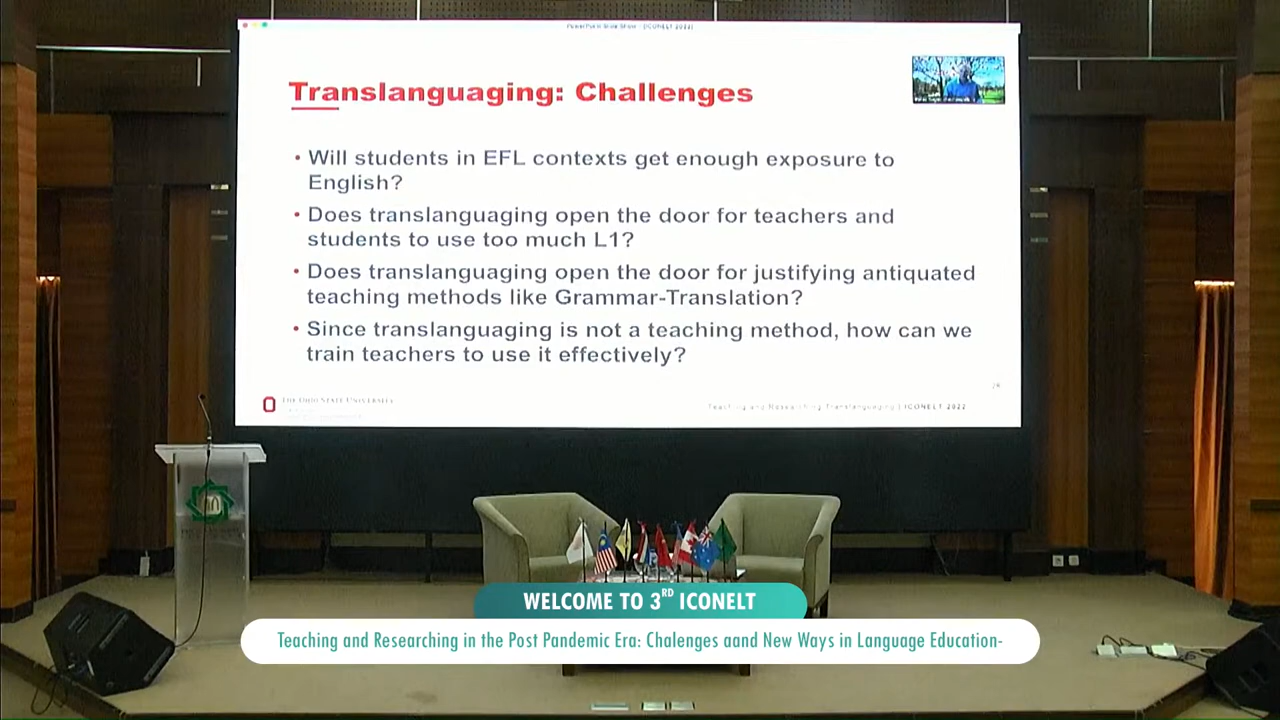 PowerPoint Slide Show - [ICONELT 2022]
Translanguaging: Challenges
• Will students in EFL contexts get enough exposure to
English?
• Does translanguaging open the door for teachers and
students to use too much L1?
• Does translanguaging open the door for justifying antiquated
teaching methods like Grammar-Translation?
• Since translanguaging is not a teaching method, how can we
train teachers to use it effectively?
THE OHIO STATE UNIVERSITY
Teaching and Researching Translanguaging | ICONELT 2022
WELCOME TO 3RD ICONELT
Teaching and Researching in the Post Pandemic Era: Chalenges aand New Ways in Language Education-